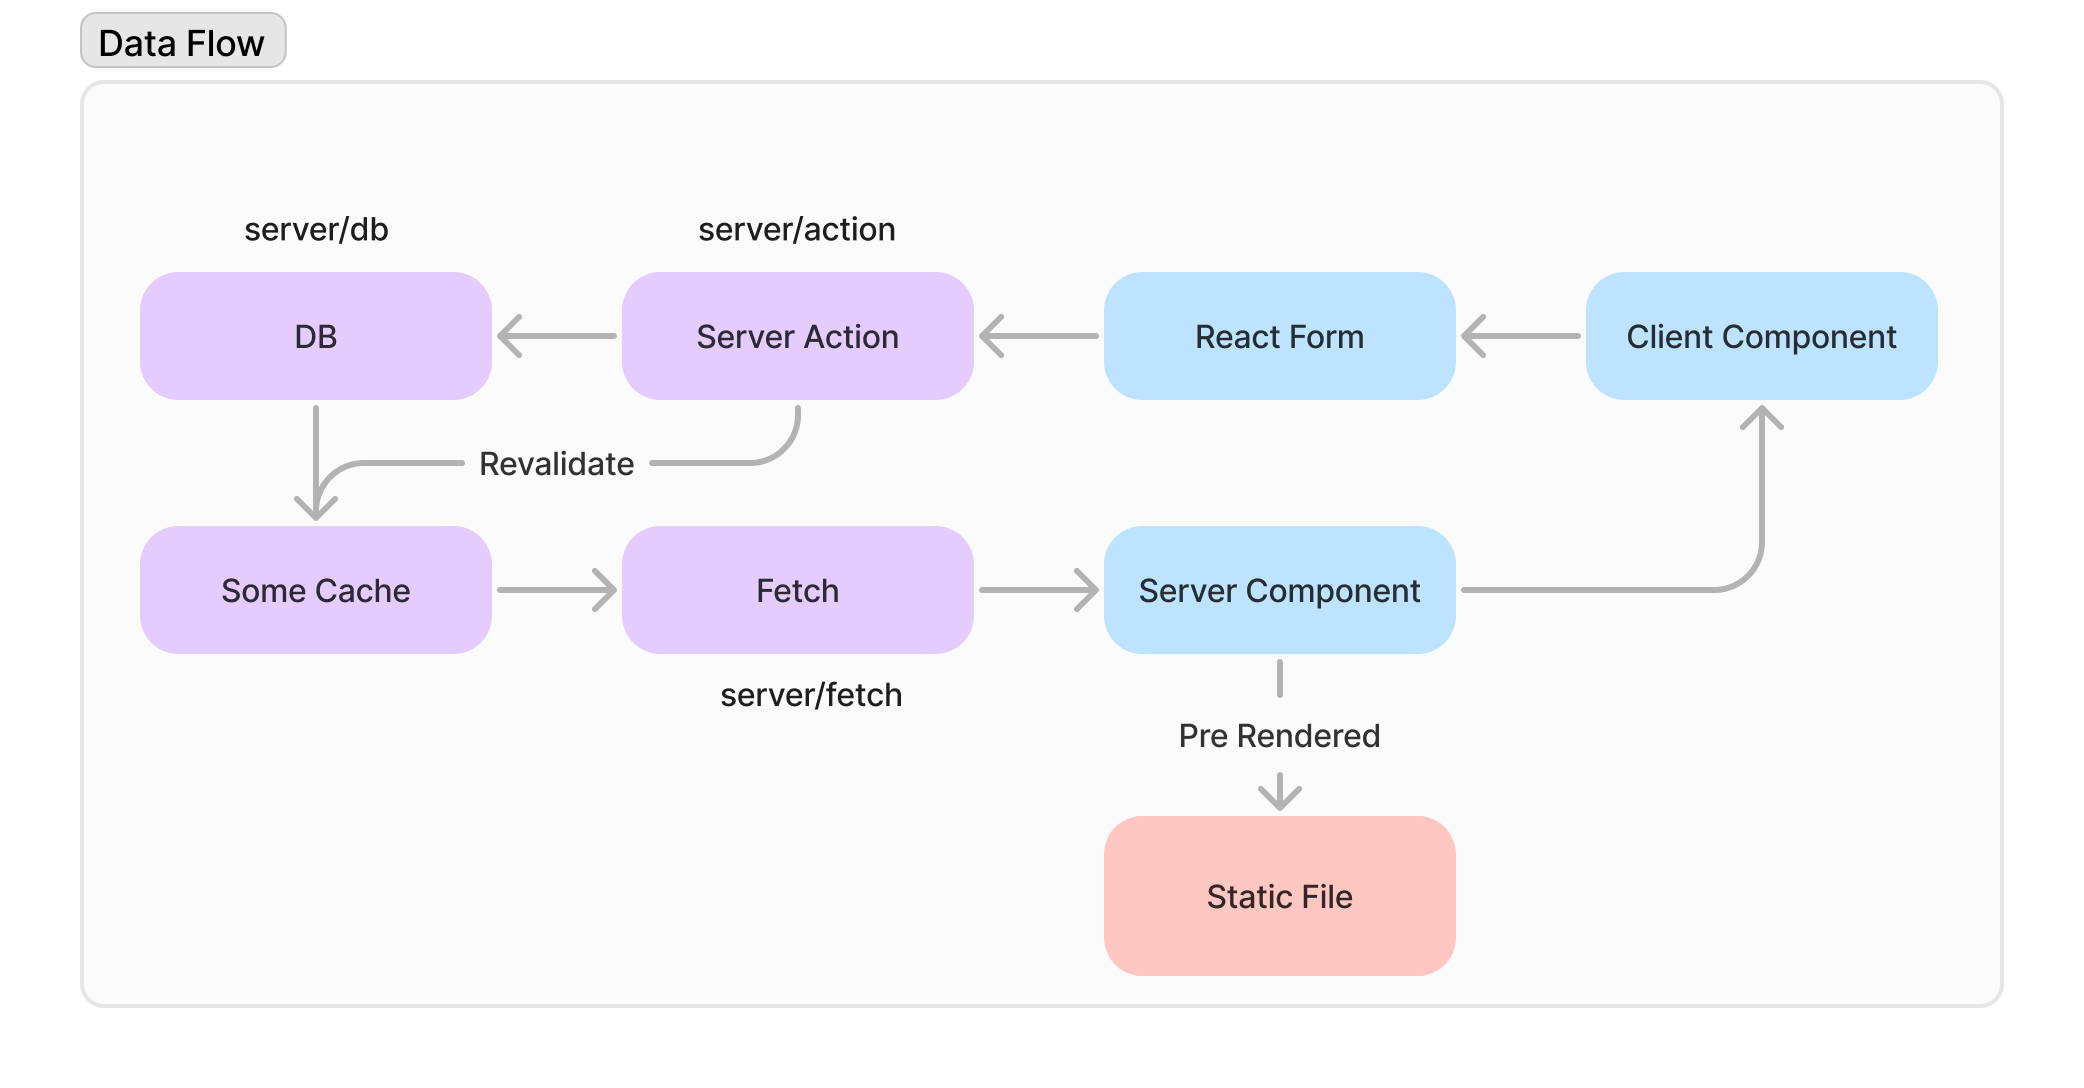 Data Flow
server/db
server/action
DB
Server Action
React Form
Client Component
Revalidate
Some Cache
Fetch
Server Component
server/fetch
Pre Rendered
Static File